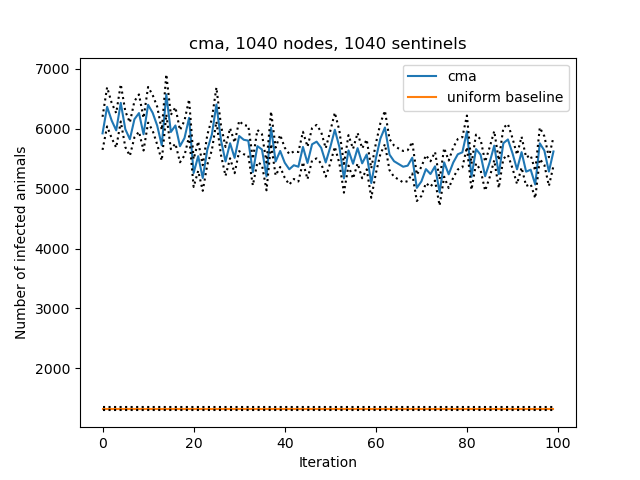 cma, 1040 nodes, 1040 sentinels
cma
uniform baseline
Number of infected animals
7000
6000
5000
4000
3000
2000
0
20
40
60
80
100
Iteration